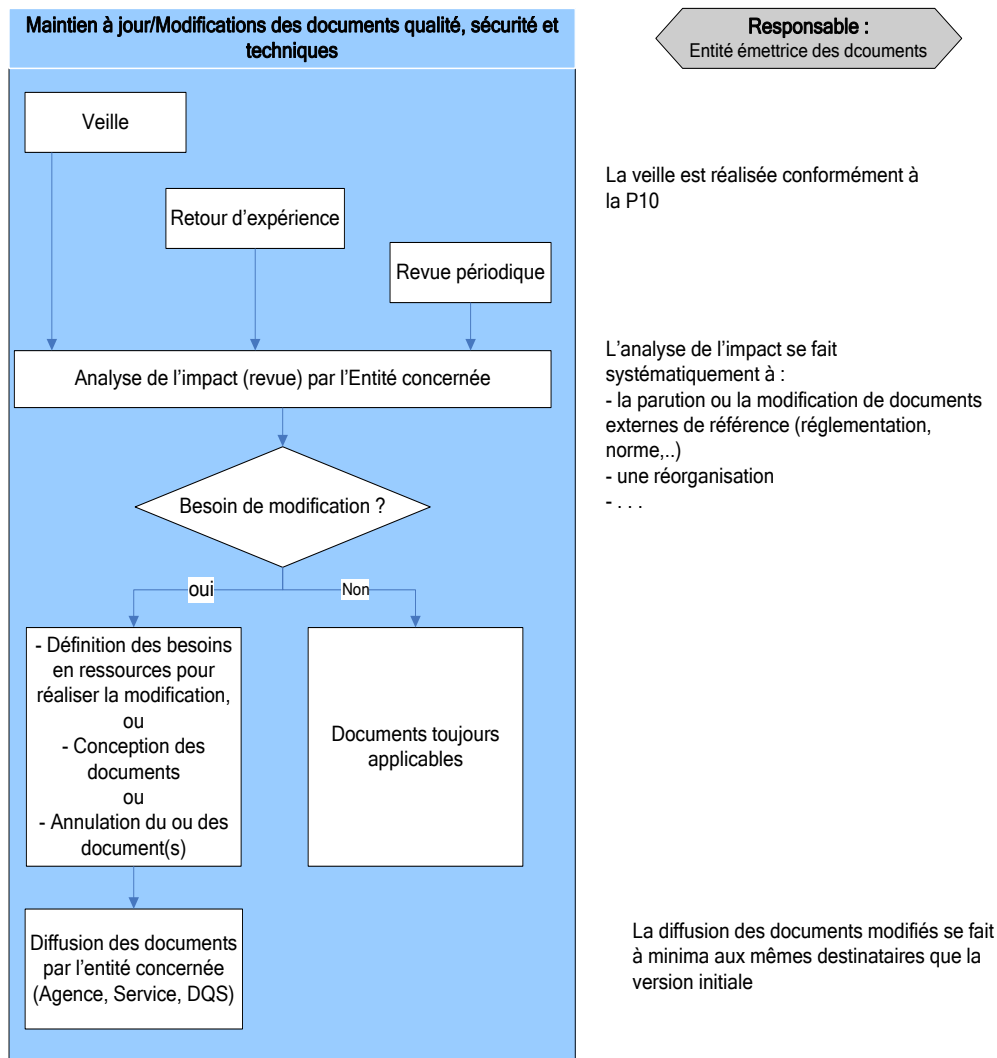 Maintien à jour/Modifications des documents qualité, sécurité et
techniques
Responsable :
Entité émettrice des dcouments
Veille
La veille est réalisée conformément à
la P10
Retour d'expérience
Revue périodique
L'analyse de l'impact se fait
systématiquement à :
- la parution ou la modification de documents
externes de référence (réglementation,
norme,..)
- une réorganisation
- . . .
Analyse de l'impact (revue) par l'Entité concernée
Besoin de modification ?
oui
Non
- Définition des besoins
en ressources pour
réaliser la modification,
ou
- Conception des
documents
ou
- Annulation du ou des
document(s)
Documents toujours
applicables
Diffusion des documents
par l'entité concernée
(Agence, Service, DQS)
La diffusion des documents modifiés se fait
à minima aux mêmes destinataires que la
version initiale